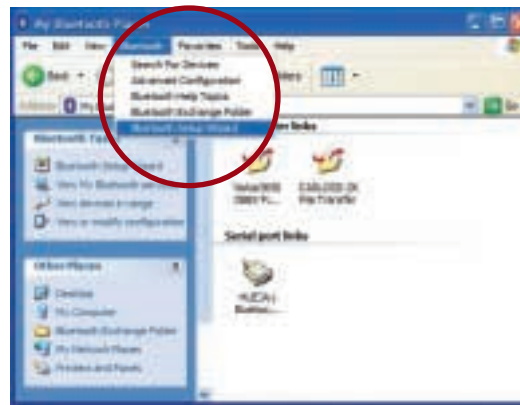 My Bluetooth Places
File Edit View Bluetooth Favorites Tools Help
Back
Search For Devices
Advanced Configuration
Bluetooth Help Topics
Bluetooth Exchange Folder
Bluetooth Setup Wizard
links
Bluetooth
Bluetooth Setup Wizard
View My Bluetooth
View devices in range
View or modify configuration
File Transfer
Serial port links
Other Places
Desktop
My Computer
Bluetooth Exchange Folder
My Network Places
Printers and Faxes